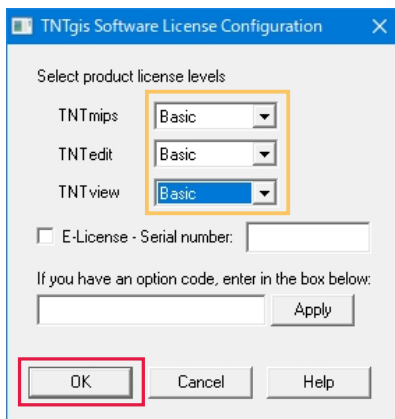 TNTgis Software License Configuration
Select product license levels
TNTmips Basic
TNTedit Basic
TNTview Basic
E-License - Serial number:
If you have an option code, enter in the box below:
Apply
OK Cancel Help